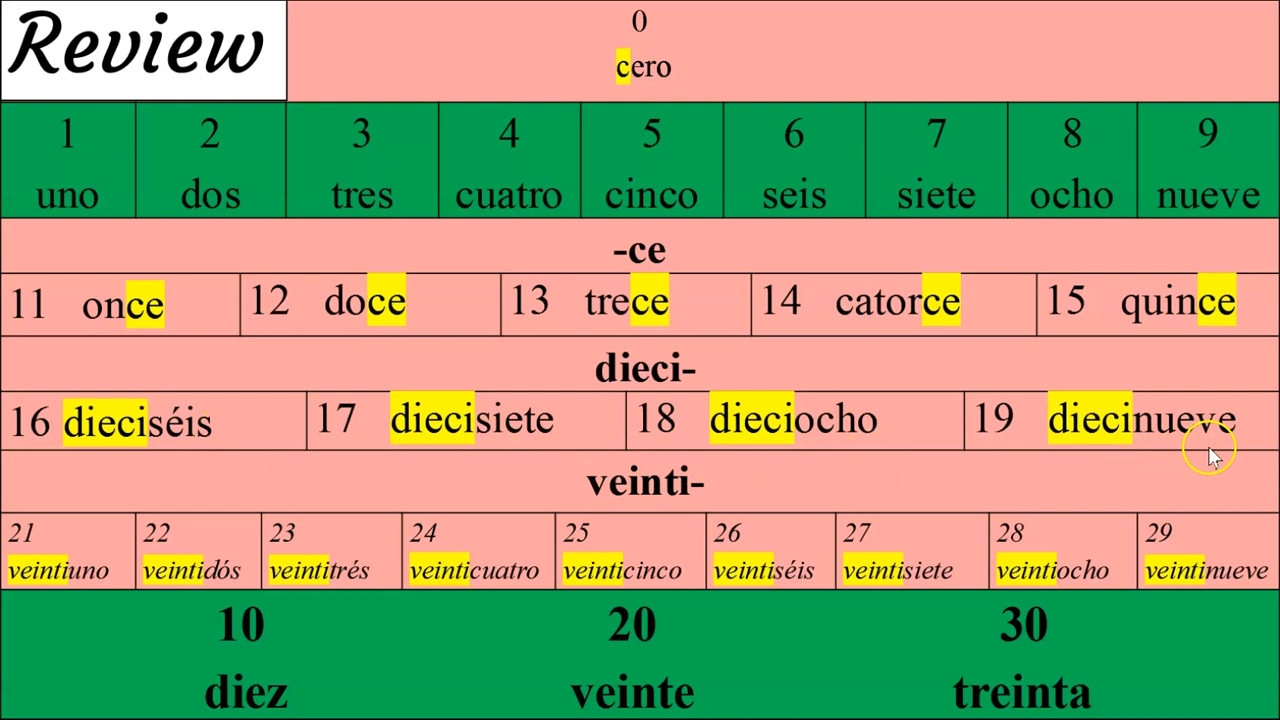 Review
0
cero
1 2 3 4 5 6 7 8 9
uno dos tres cuatro cinco seis siete ocho nueve
-ce
11 once 12 doce 13 trece 14 catorce 15 quince
dieci-
16 dieciséis 17 diecisiete 18 dieciocho 19 diecinueve
veinti-
21 22 23 24 25 26 27 28 29
veintiuno veintidós veintitrés veinticuatro veinticinco veintiséis veintisiete veintiocho veintinueve
10 20 30
diez veinte treinta